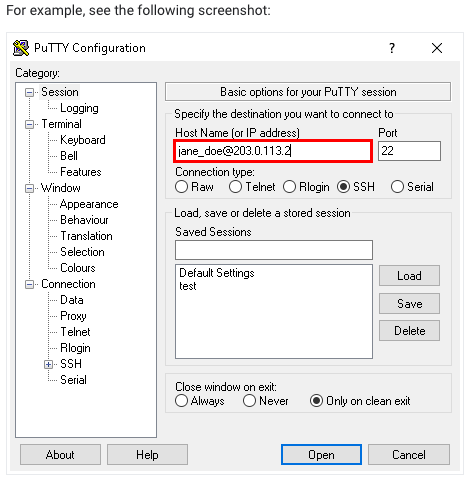 For example, see the following screenshot:
PuTTY Configuration
?
Category:
Session
Logging
Terminal
Keyboard
Bell
Features
Window
Appearance
Behaviour
Translation
Selection
Colours
Connection
Data
Proxy
Telnet
Rlogin
SSH
Serial
Basic options for your PuTTY session
Specify the destination you want to connect to
Host Name (or IP address) Port
jane_doe@203.0.113.2 22
Connection type:
Raw Telnet Rlogin SSH Serial
Load, save or delete a stored session
Saved Sessions
Default Settings
test
Load
Save
Delete
Close window on exit:
Always Never Only on clean exit
About Help Open Cancel